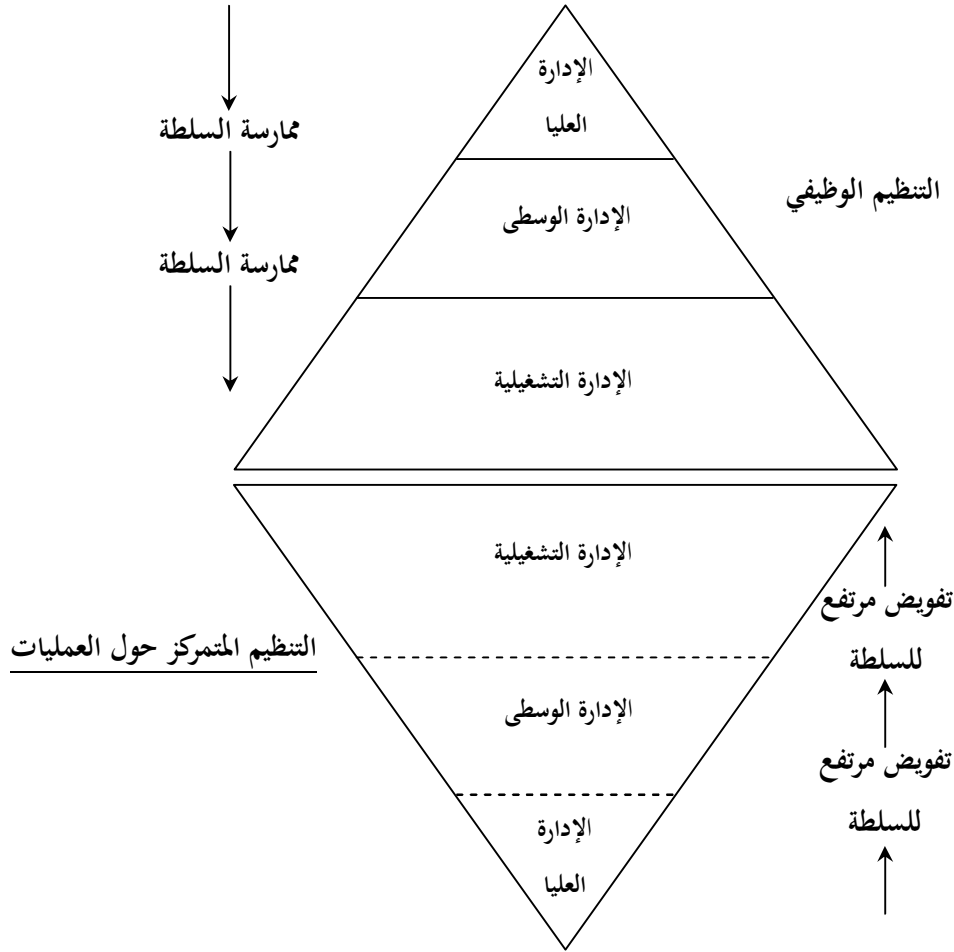 الإدارة
العليا
ممارسة السلطة
التنظيم الوظيفي
الإدارة الوسطى
ممارسة السلطة
الإدارة التشغيلية
الإدارة التشغيلية
تفويض مرتفع
للسلطة
التنظيم المتمركز حول العمليات
الإدارة الوسطى
تفويض مرتفع
للسلطة
الإدارة
العليا